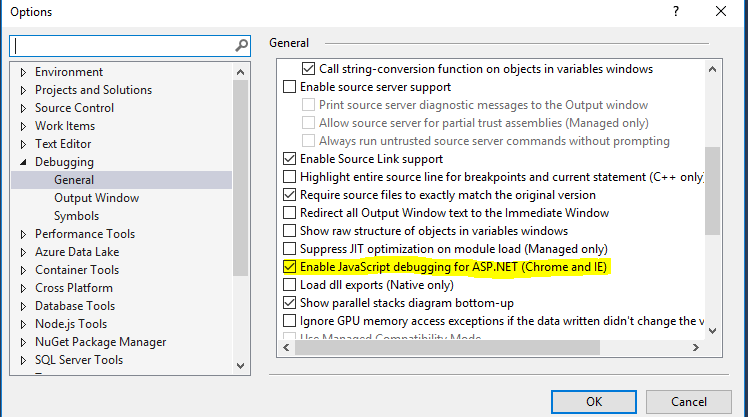 Options
?
General
Environment
Projects and Solutions
Source Control
Work Items
Text Editor
Debugging
General
Output Window
Symbols
Performance Tools
Azure Data Lake
Container Tools
Cross Platform
Database Tools
Node.js Tools
NuGet Package Manager
SQL Server Tools
Call string-conversion function on objects in variables windows
Enable source server support
Print source server diagnostic messages to the Output window
Allow source server for partial trust assemblies (Managed only)
Always run untrusted source server commands without prompting
Enable Source Link support
Highlight entire source line for breakpoints and current statement (C++ only)
Require source files to exactly match the original version
Redirect all Output Window text to the Immediate Window
Show raw structure of objects in variables windows
Suppress JIT optimization on module load (Managed only)
Enable JavaScript debugging for ASP.NET (Chrome and IE)
Load dll exports (Native only)
Show parallel stacks diagram bottom-up
Ignore GPU memory access exceptions if the data written didn't change the v
Use Managed Compatibility Mode
OK
Cancel